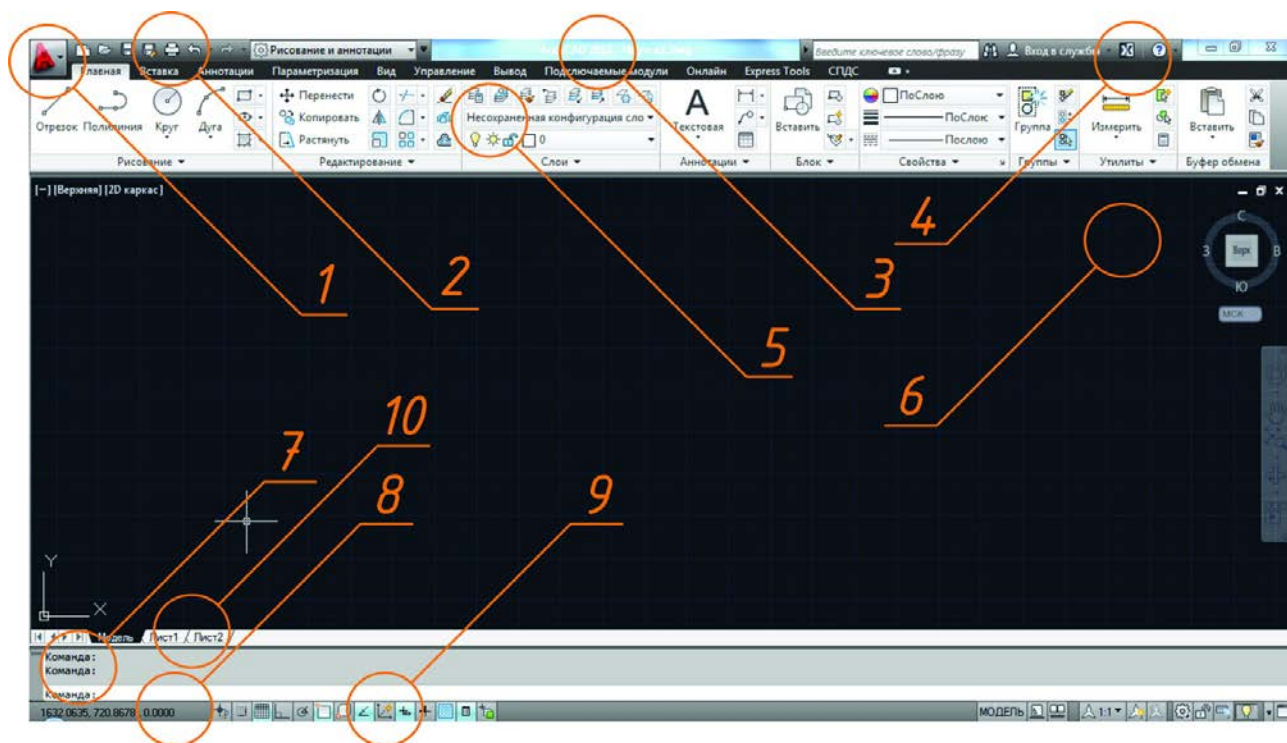 Рисование и аннотации
Введите ключевое слово/фразу
Вход в службы
Главная Вставка Аннотации Параметризация Вид Управление Вывод Подключаемые модули Онлайн Express Tools СПДС
Перенести
ПоСлою
Копировать
Несохраненная конфигурация сло
ПоСлою
Отрезок Полилиния Круг Дуга
Текстовая
Вставить
Группа
Измерить
Вставить
Растянуть
0
Послою
Рисование
Редактирование
Слои
Аннотации
Блок
Свойства
Группы
Утилиты
Буфер обмена
[−] [Верхняя] [2D каркас]
С
З
Верх
В
Ю
МСК
1
2
3
4
5
6
7
10
8
9
Y
X
Модель Лист1 Лист2
Команда:
Команда:
Команда:
1632.0635, 720.8678, 0.0000
МОДЕЛЬ
1:1